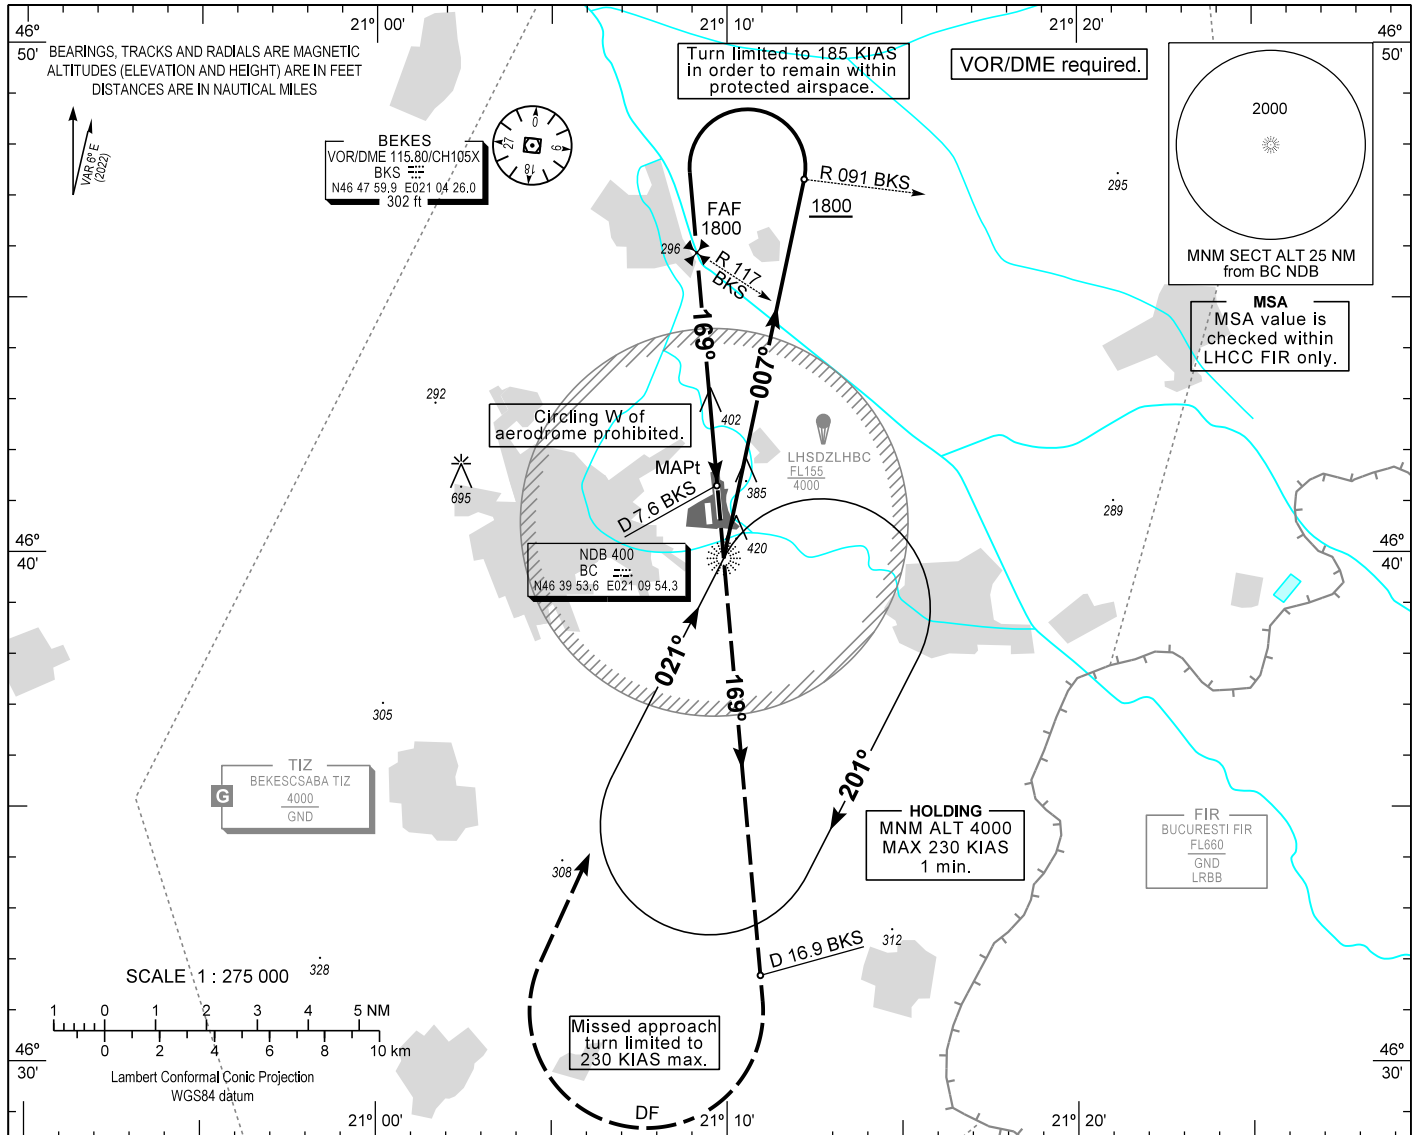 21° 00'
21° 10'
21° 20'
46°
50'
46°
50'
BEARINGS, TRACKS AND RADIALS ARE MAGNETIC
ALTITUDES (ELEVATION AND HEIGHT) ARE IN FEET
DISTANCES ARE IN NAUTICAL MILES
VAR 6° E
(2022)
BEKES
VOR/DME 115.80/CH105X
BKS
N46 47 59.9 E021 04 26.0
302 ft
0
9
18
27
Turn limited to 185 KIAS
in order to remain within
protected airspace.
VOR/DME required.
2000
MNM SECT ALT 25 NM
from BC NDB
MSA
MSA value is
checked within
LHCC FIR only.
R 091 BKS
1800
295
FAF
1800
296
R 117
BKS
169°
007°
292
Circling W of
aerodrome prohibited.
402
LHSDZLHBC
FL155
4000
MAPt
695
385
D 7.6 BKS
289
420
46°
40'
46°
40'
NDB 400
BC
N46 39 53.6 E021 09 54.3
021°
169°
305
201°
TIZ
BEKESCSABA TIZ
4000
GND
G
HOLDING
MNM ALT 4000
MAX 230 KIAS
1 min.
FIR
BUCURESTI FIR
FL660
GND
LRBB
308
312
D 16.9 BKS
328
SCALE 1 : 275 000
1 0 1 2 3 4 5 NM
0 2 4 6 8 10 km
Lambert Conformal Conic Projection
WGS84 datum
Missed approach
turn limited to
230 KIAS max.
46°
30'
46°
30'
DF
21° 00'
21° 10'
21° 20'